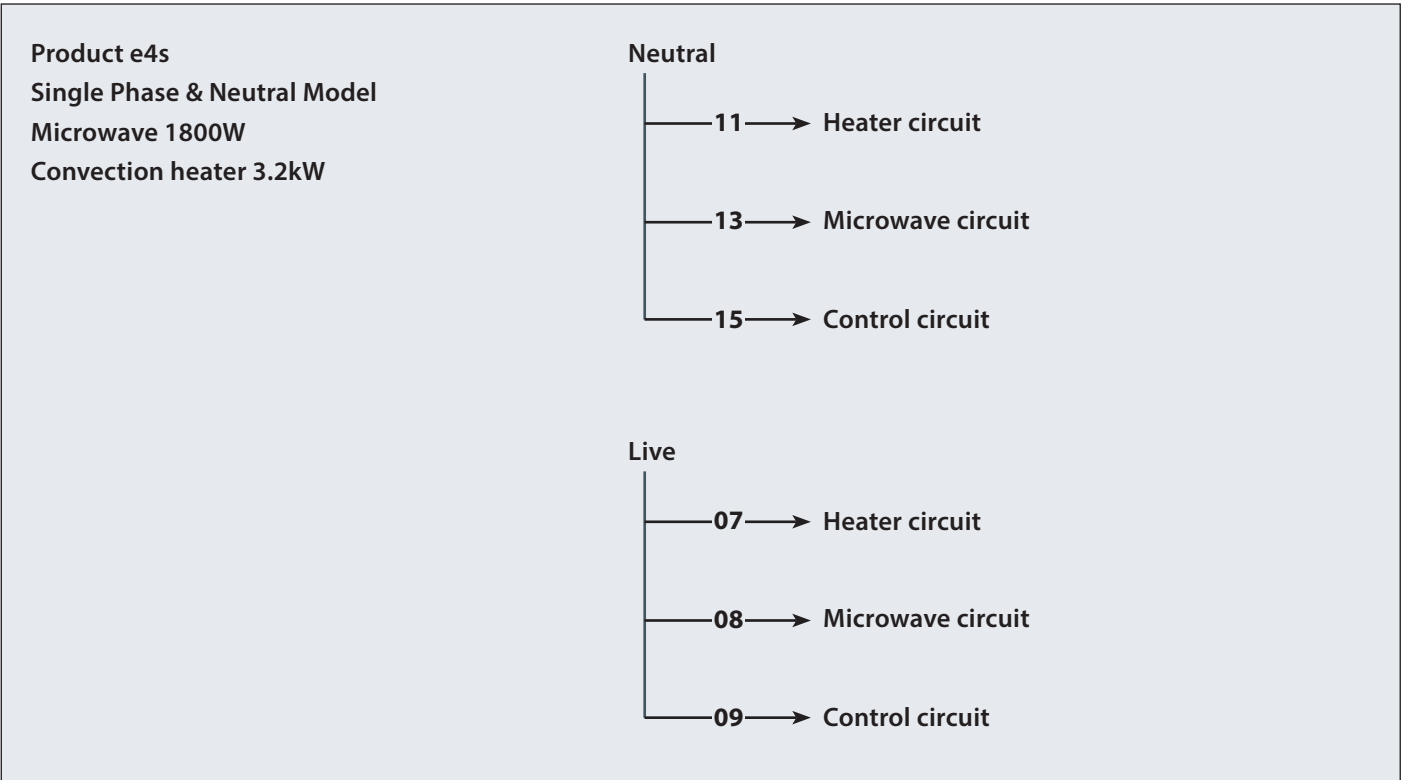 Product e4s
Single Phase & Neutral Model
Microwave 1800W
Convection heater 3.2kW
Neutral
11 Heater circuit
13 Microwave circuit
15 Control circuit
Live
07 Heater circuit
08 Microwave circuit
09 Control circuit